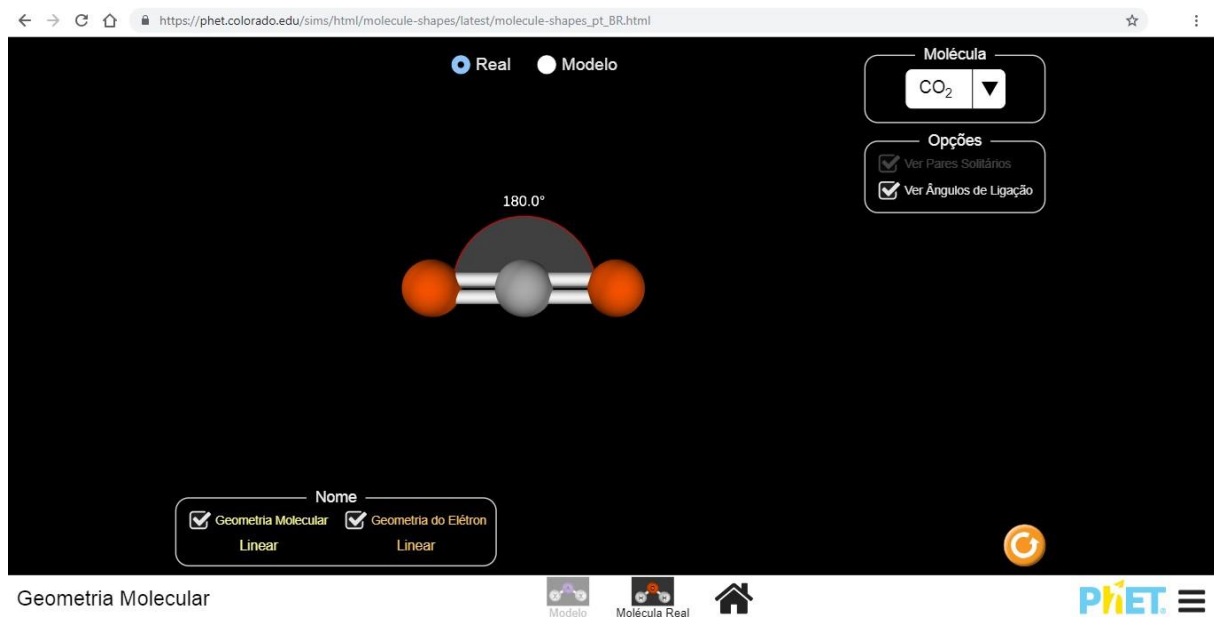 https://phet.colorado.edu/sims/html/molecule-shapes/latest/molecule-shapes_pt_BR.html
Real Modelo
Molécula
CO₂
Opções
Ver Pares Solitários
Ver Ângulos de Ligação
180.0°
Nome
Geometria Molecular Geometria do Elétron
Linear Linear
Geometria Molecular
Modelo
Molécula Real
PhET